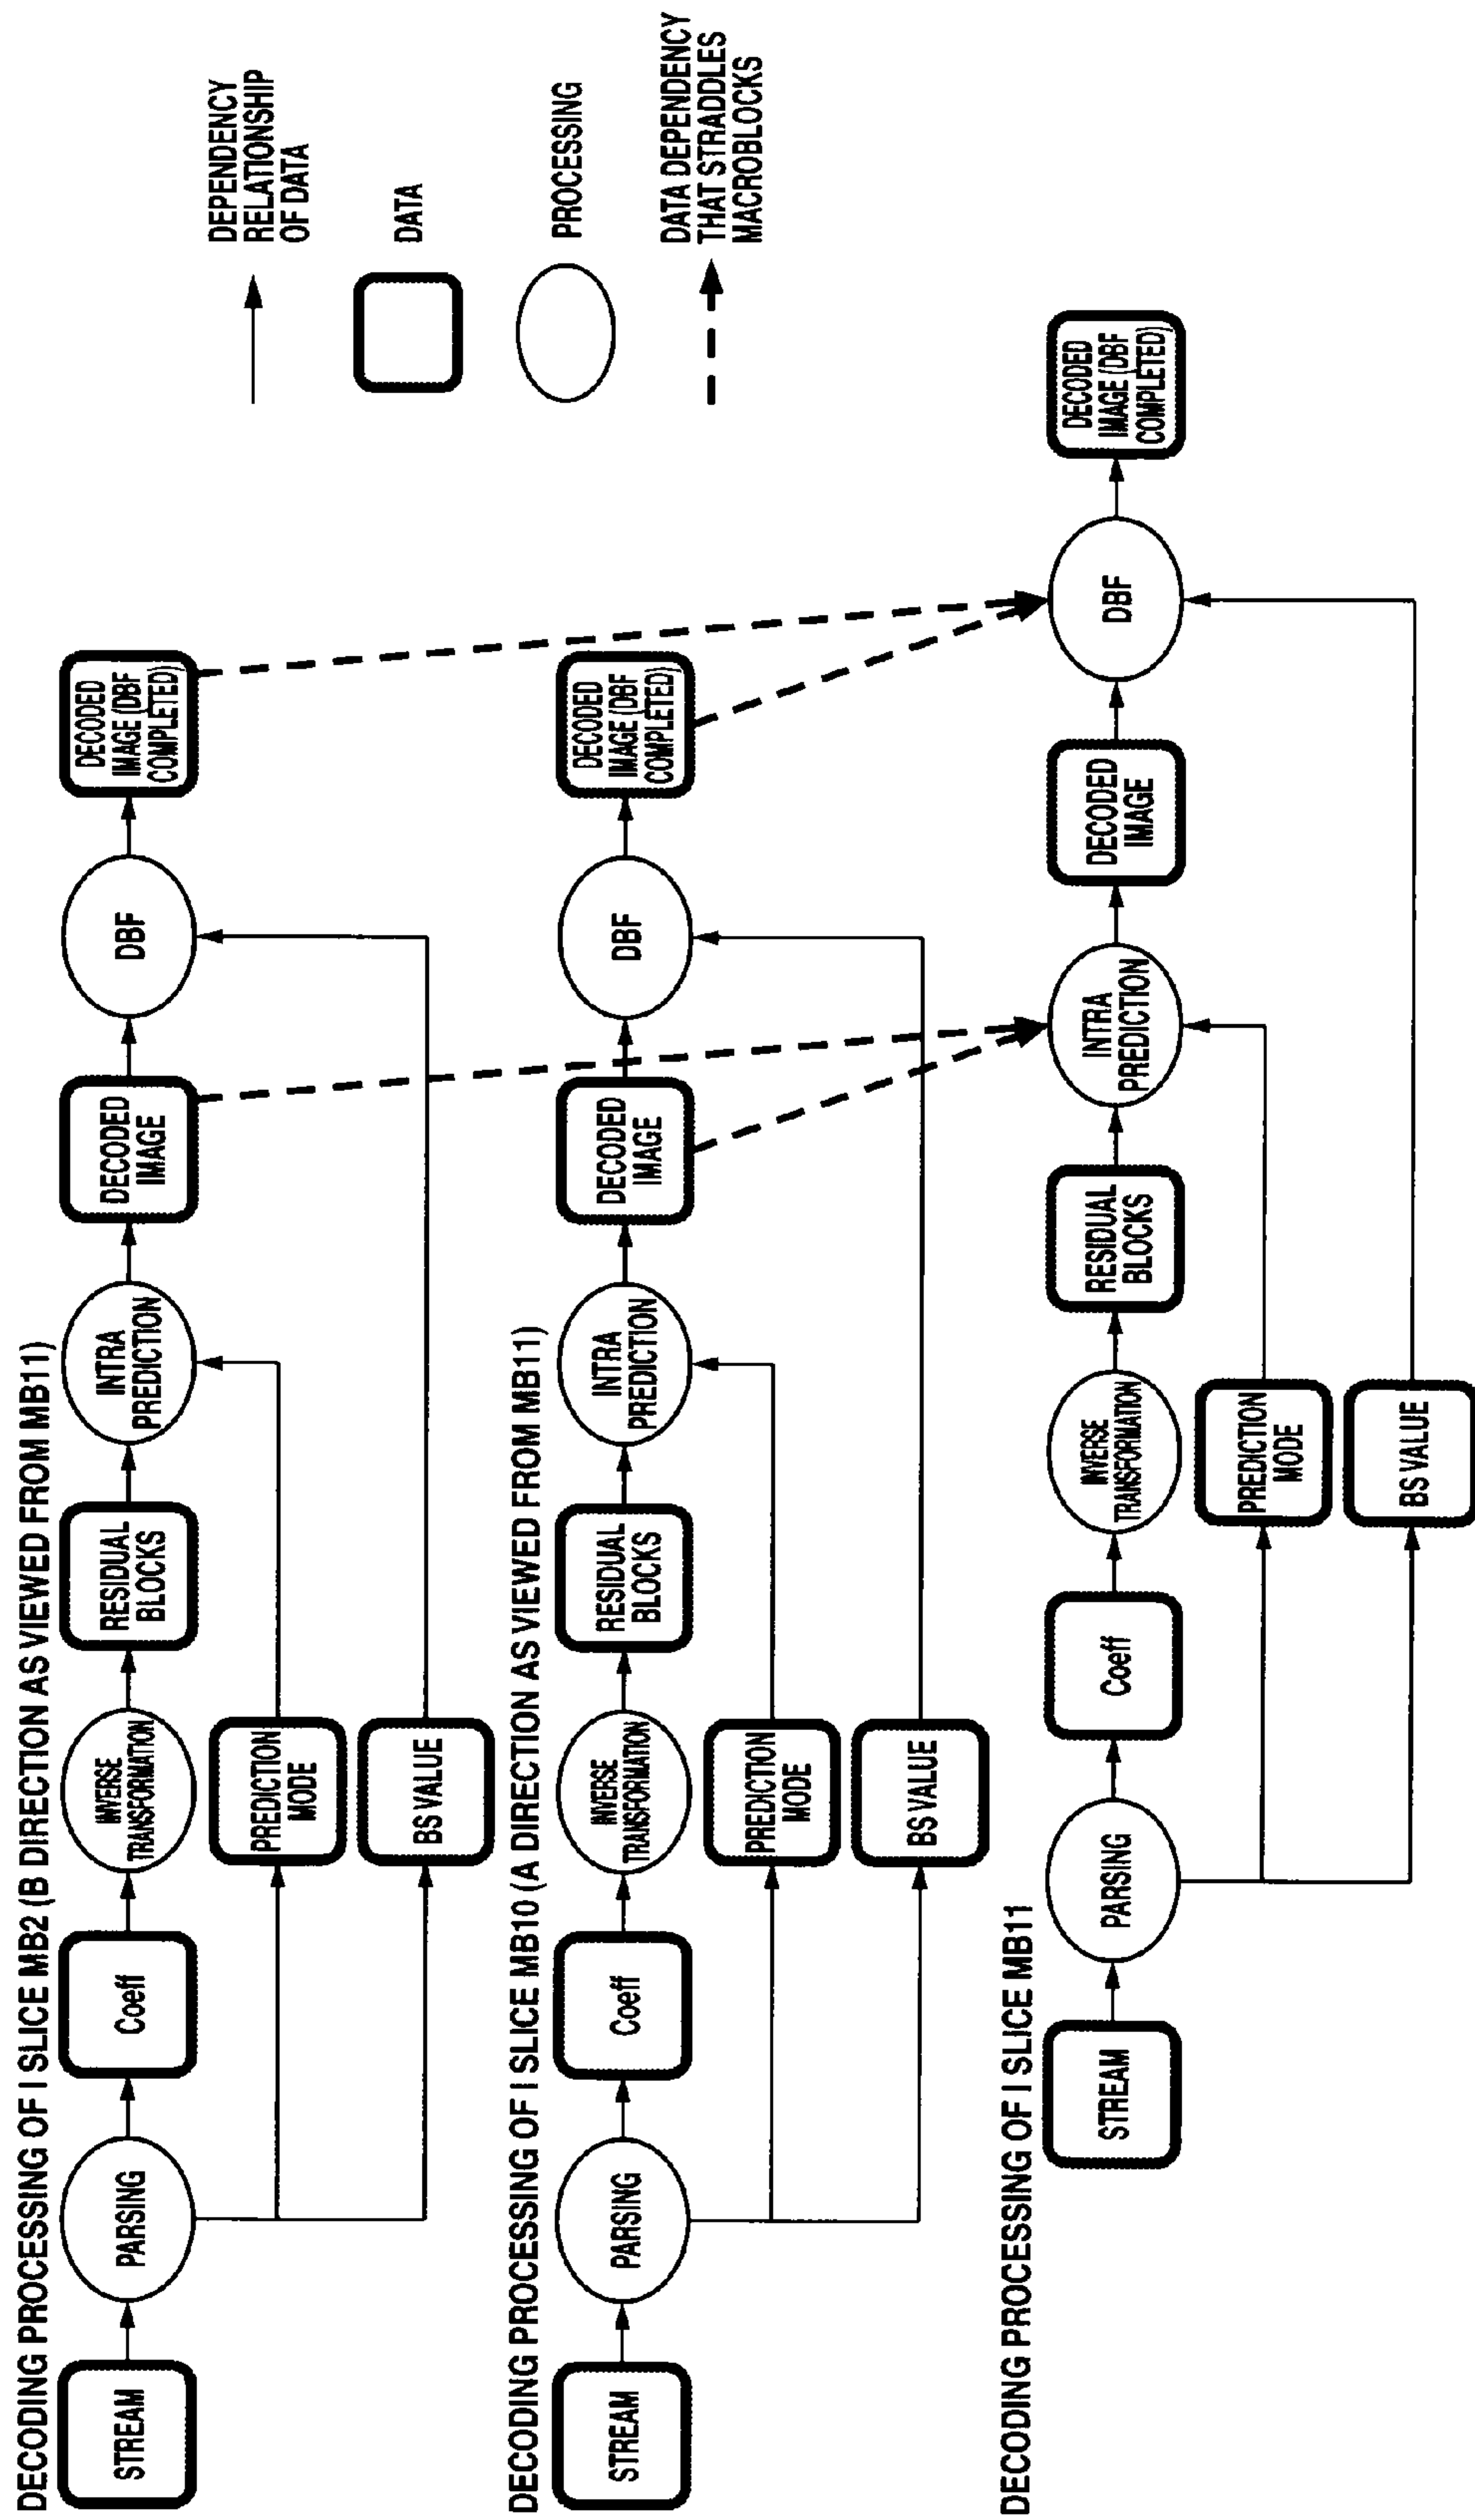 DECODING PROCESSING OF I SLICE MB2 (B DIRECTION AS VIEWED FROM MB11)
STREAM
PARSING
Coeff
INVERSE
TRANSFORMATION
RESIDUAL
BLOCKS
INTRA
PREDICTION
DECODED
IMAGE
DBF
DECODED
IMAGE (DBF
COMPLETED)
PREDICTION
MODE
BS VALUE
DECODING PROCESSING OF I SLICE MB10 (A DIRECTION AS VIEWED FROM MB11)
STREAM
PARSING
Coeff
INVERSE
TRANSFORMATION
RESIDUAL
BLOCKS
INTRA
PREDICTION
DECODED
IMAGE
DBF
DECODED
IMAGE (DBF
COMPLETED)
PREDICTION
MODE
BS VALUE
DECODING PROCESSING OF I SLICE MB11
STREAM
PARSING
Coeff
INVERSE
TRANSFORMATION
RESIDUAL
BLOCKS
INTRA
PREDICTION
DECODED
IMAGE
DBF
DECODED
IMAGE (DBF
COMPLETED)
PREDICTION
MODE
BS VALUE
DEPENDENCY
RELATIONSHIP
OF DATA
DATA
PROCESSING
DATA DEPENDENCY
THAT STRADDLES
MACROBLOCKS